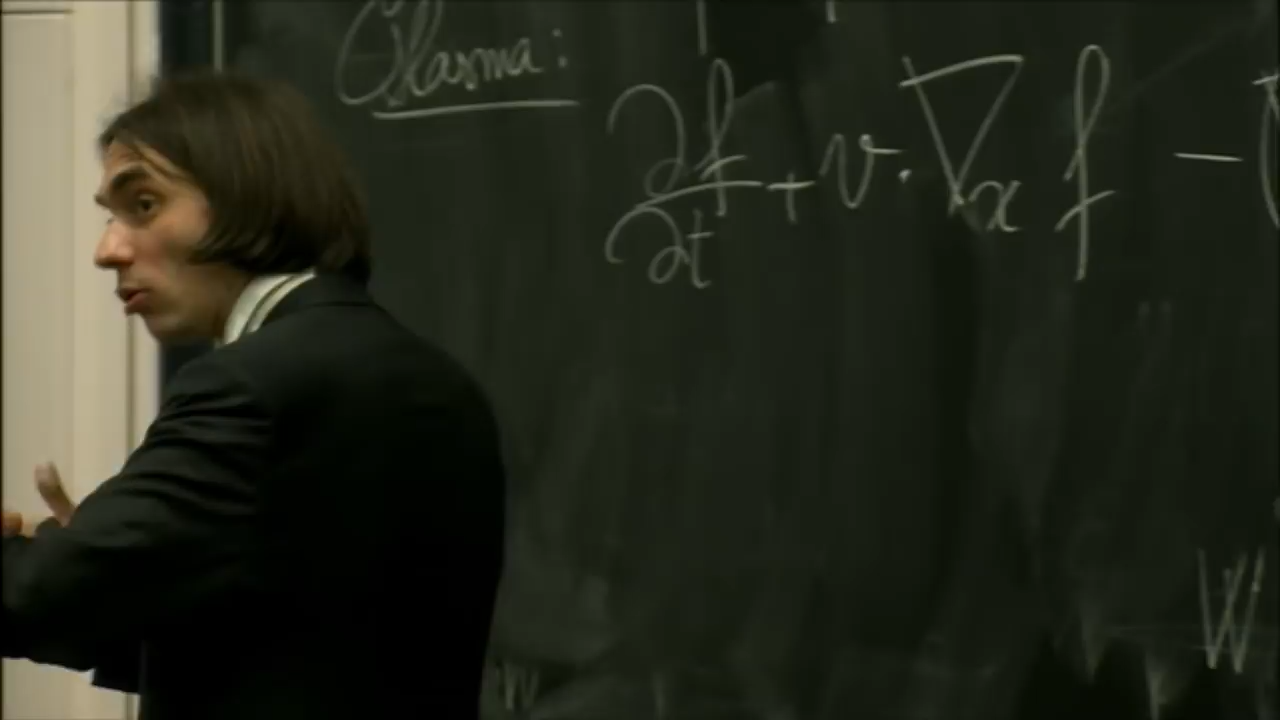 Plasma:
∂f/∂t + v·∇ₓ f - (
W
W